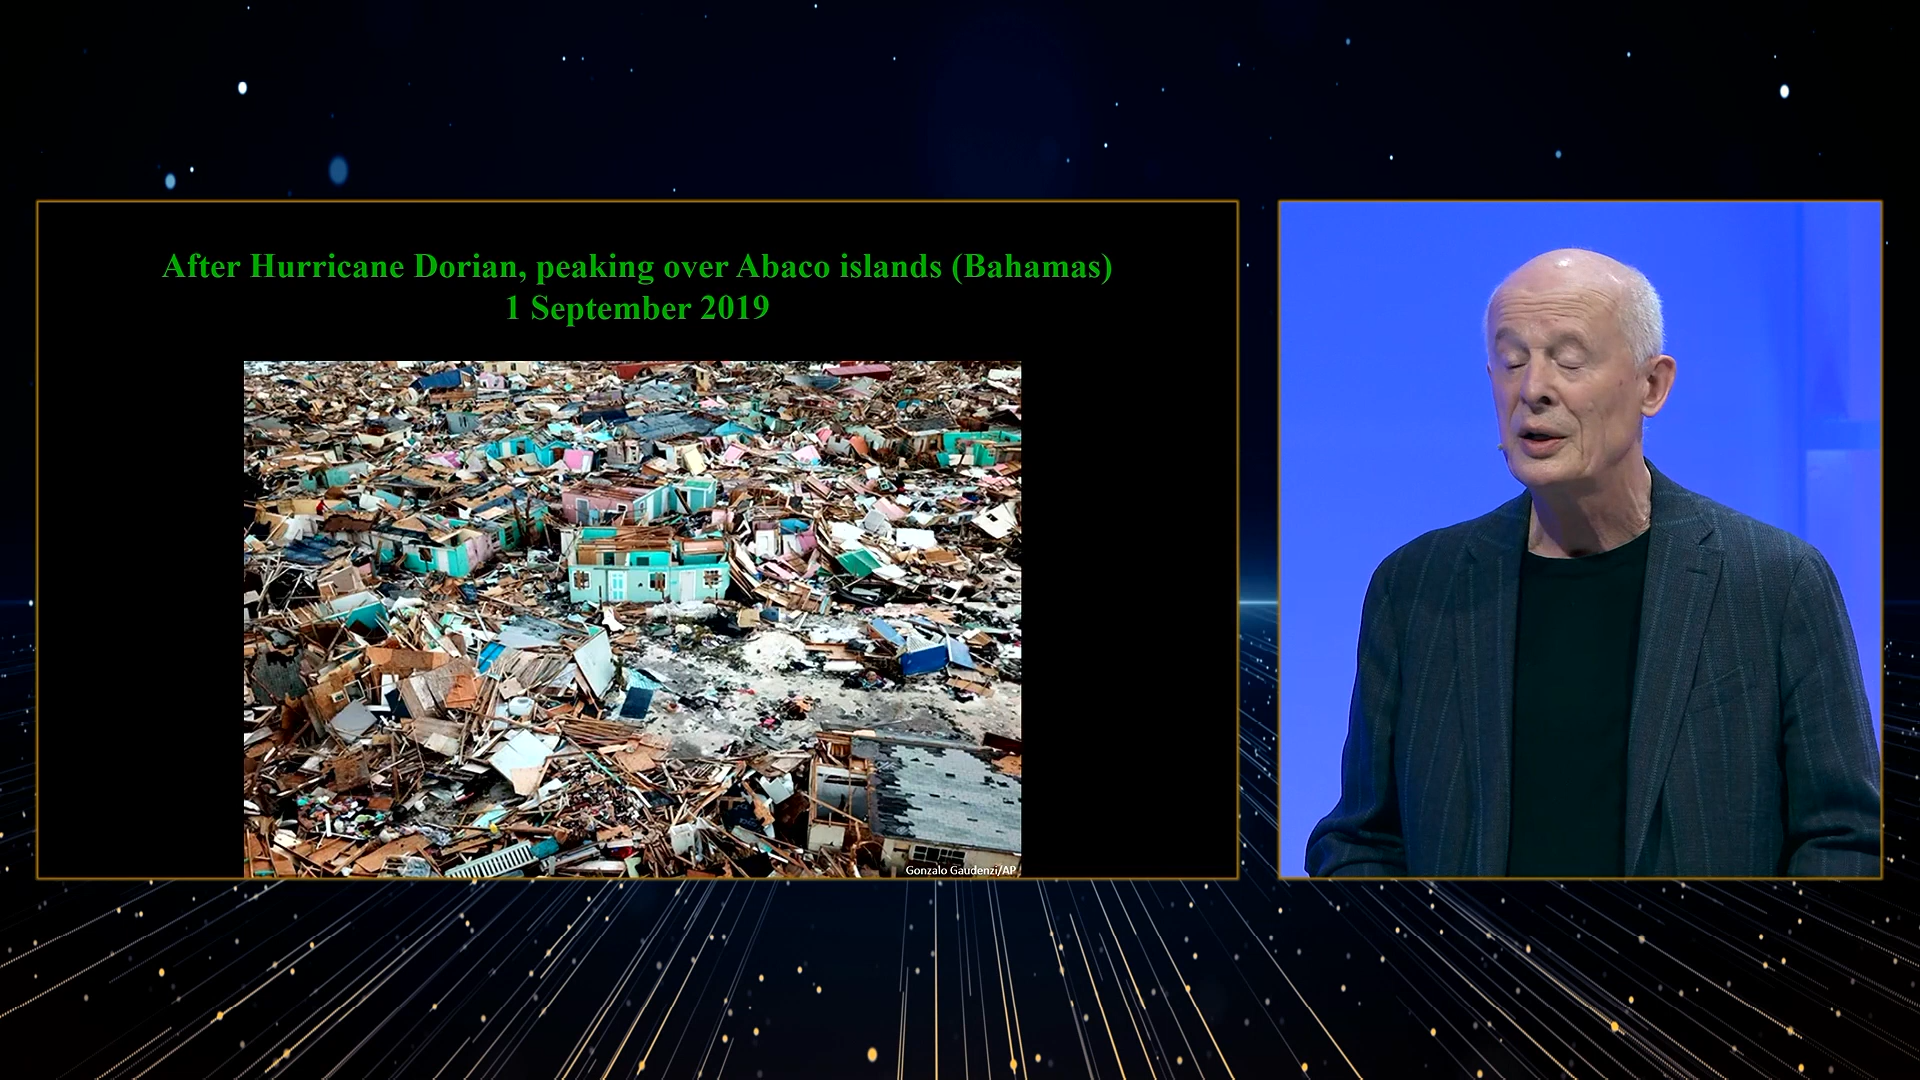 After Hurricane Dorian, peaking over Abaco islands (Bahamas)
1 September 2019
Gonzalo Gaudenzi/AP